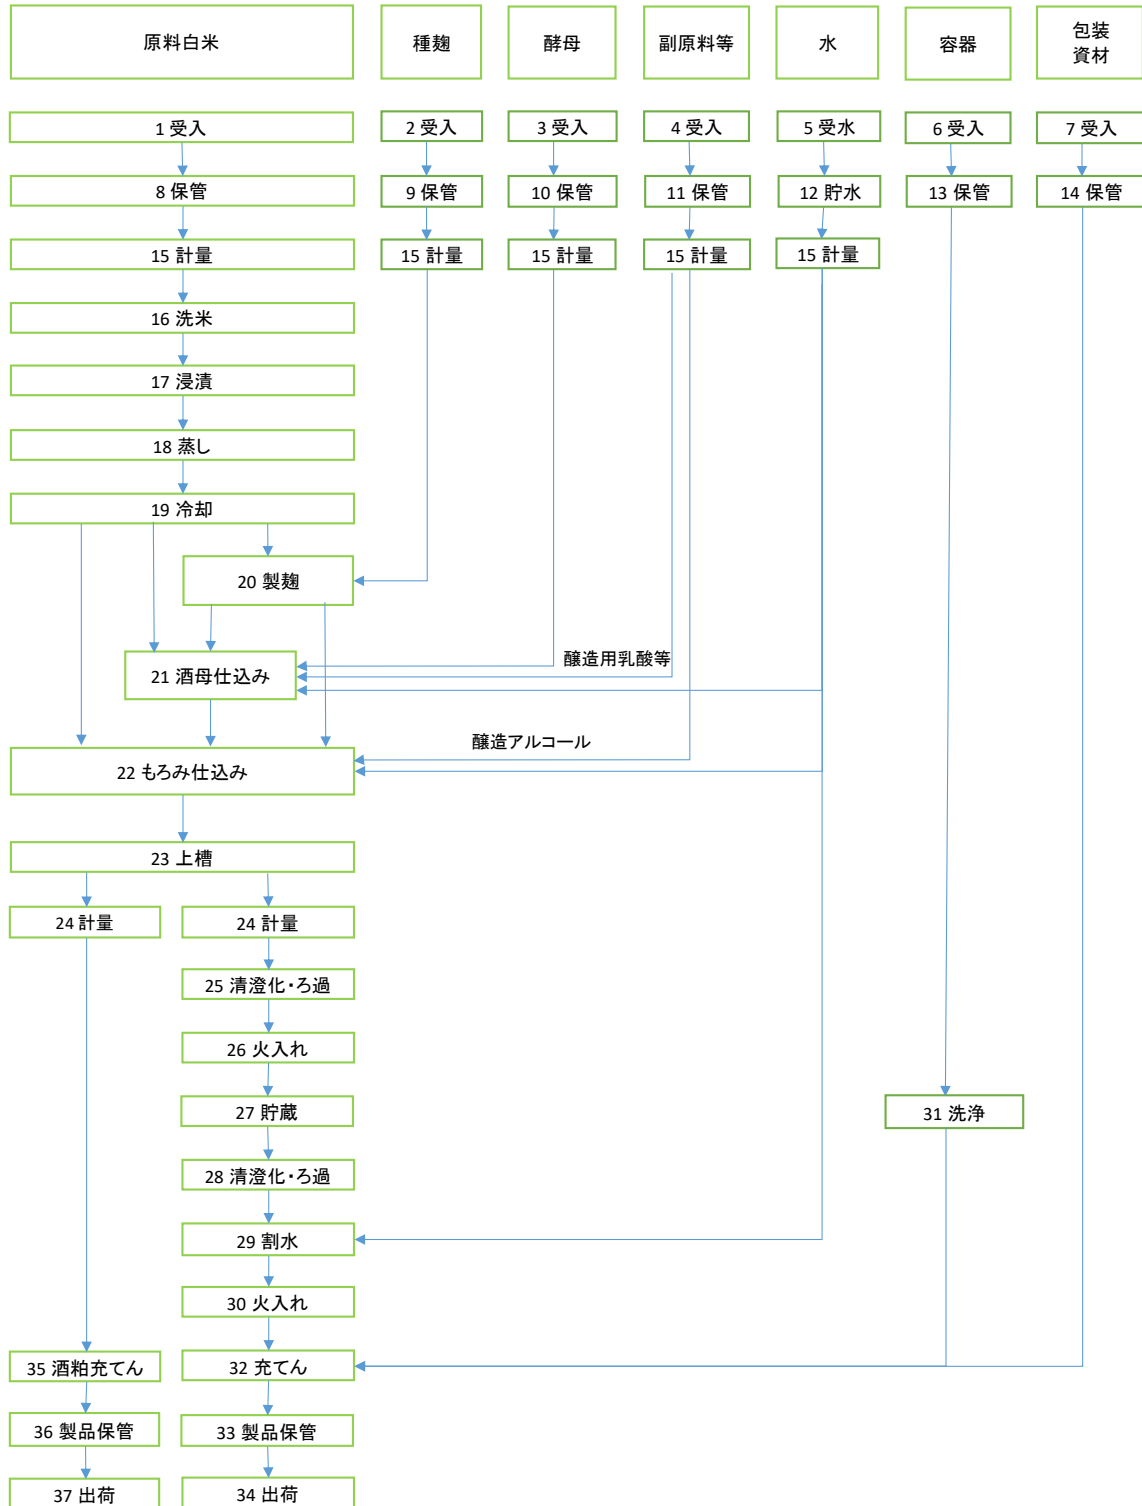 原料白米
種麹
酵母
副原料等
水
容器
包装
資材
1 受入
2 受入
3 受入
4 受入
5 受水
6 受入
7 受入
8 保管
9 保管
10 保管
11 保管
12 貯水
13 保管
14 保管
15 計量
15 計量
15 計量
15 計量
15 計量
16 洗米
17 浸漬
18 蒸し
19 冷却
20 製麹
醸造用乳酸等
21 酒母仕込み
醸造アルコール
22 もろみ仕込み
23 上槽
24 計量
24 計量
25 清澄化・ろ過
26 火入れ
27 貯蔵
31 洗浄
28 清澄化・ろ過
29 割水
30 火入れ
35 酒粕充てん
32 充てん
36 製品保管
33 製品保管
37 出荷
34 出荷